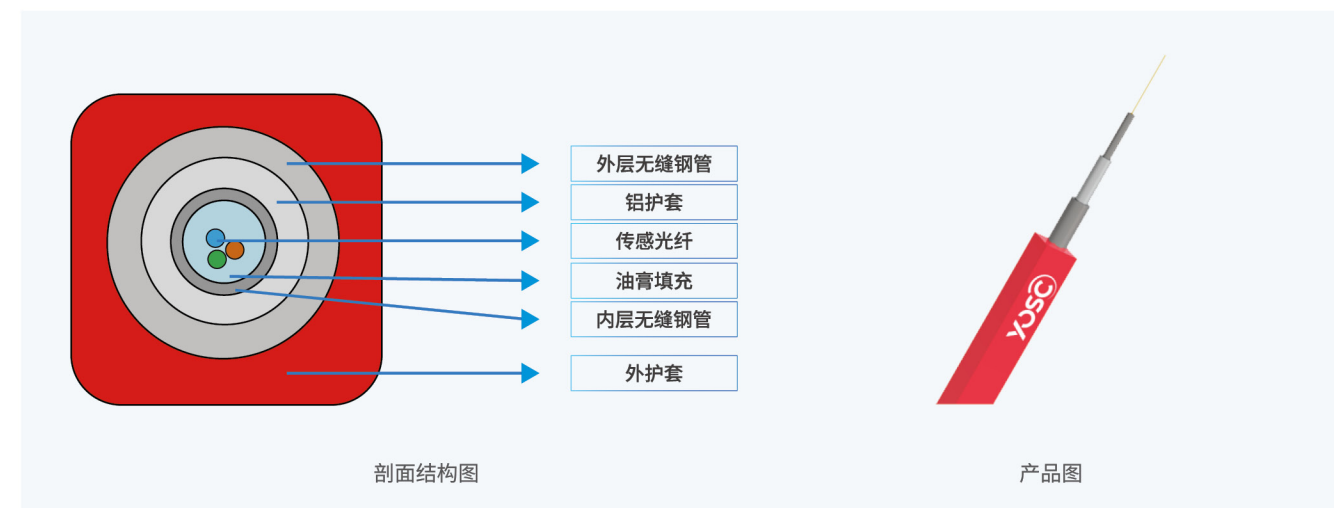 外层无缝钢管
铝护套
传感光纤
油膏填充
内层无缝钢管
外护套
YOSC
剖面结构图
产品图